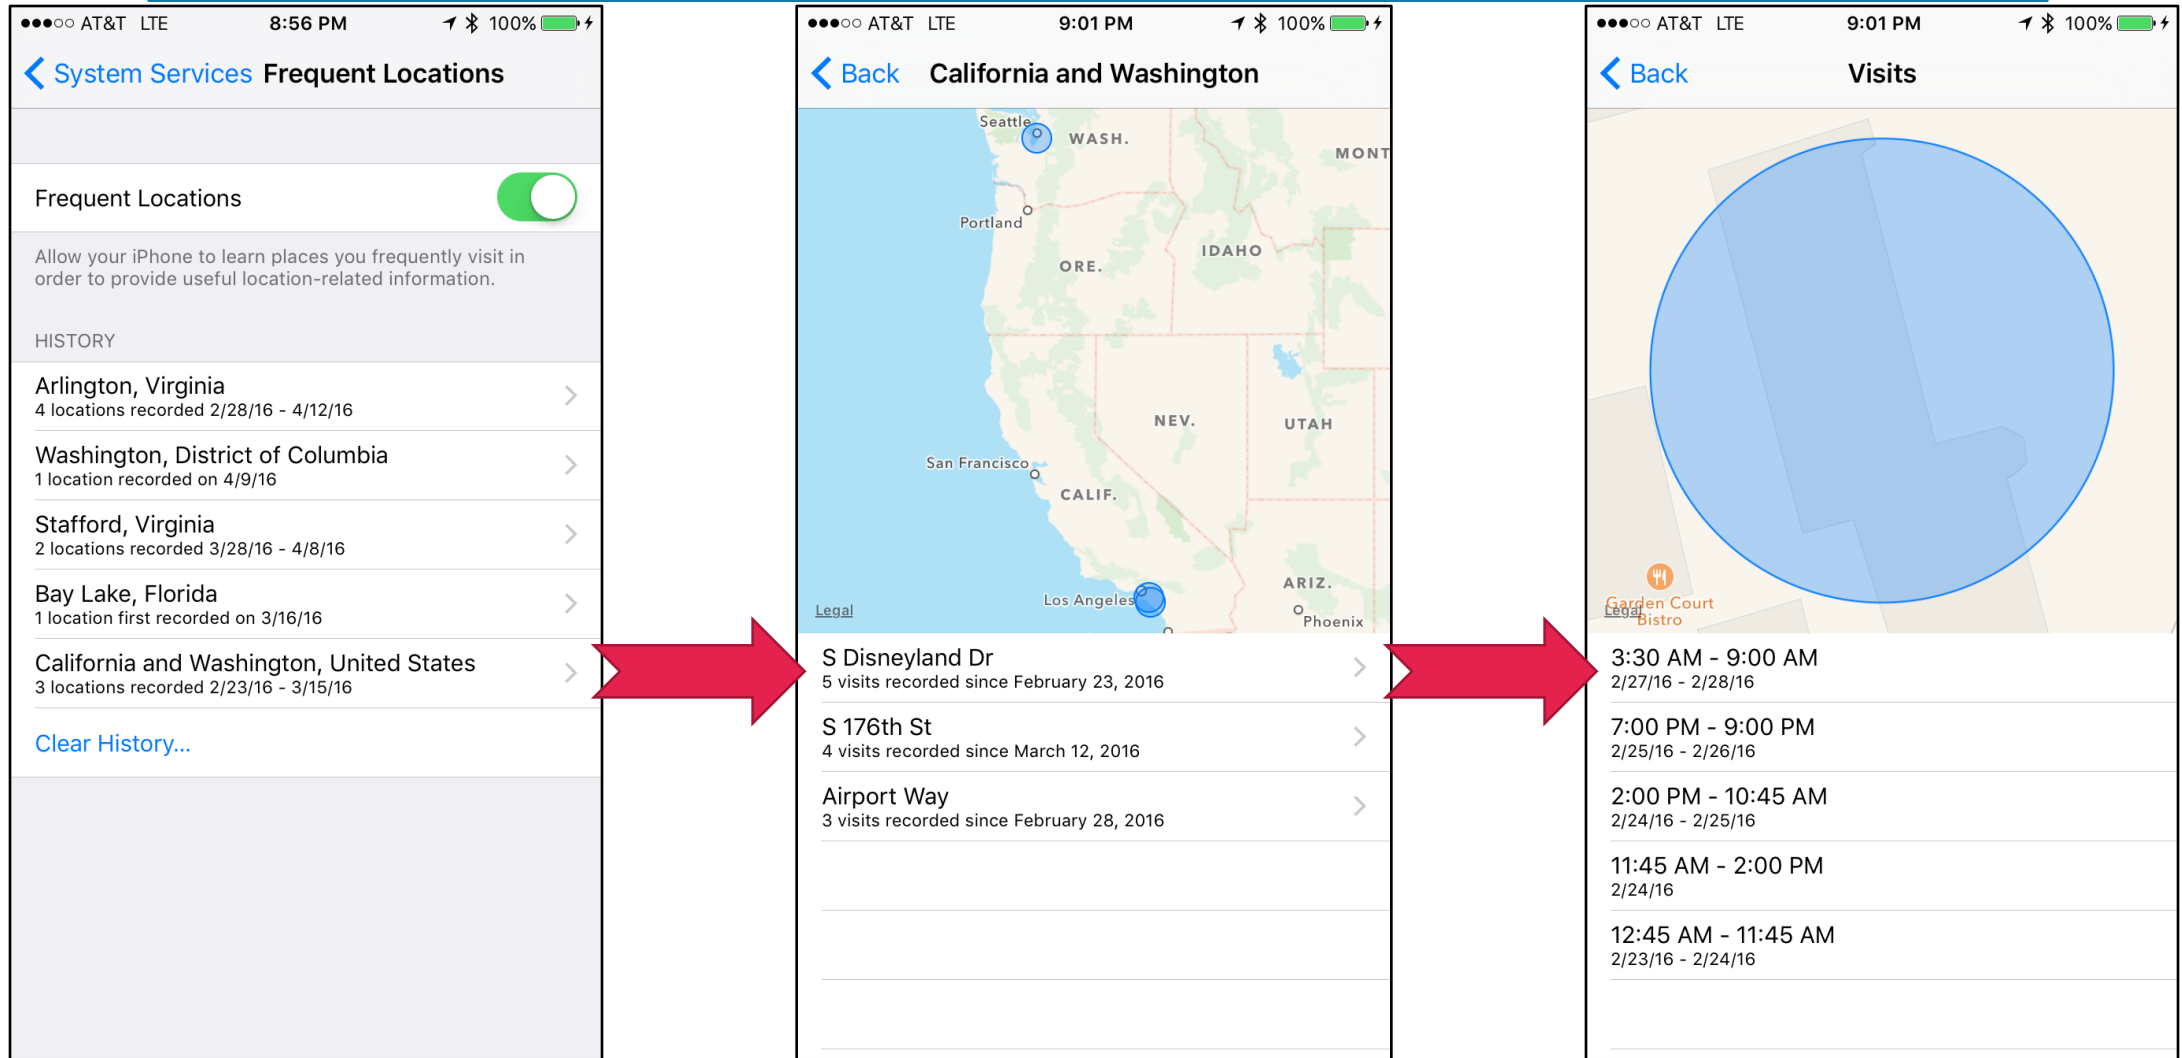 AT&T LTE 8:56 PM 100%
System Services Frequent Locations
Frequent Locations
Allow your iPhone to learn places you frequently visit in
order to provide useful location-related information.
HISTORY
Arlington, Virginia
4 locations recorded 2/28/16 - 4/12/16
Washington, District of Columbia
1 location recorded on 4/9/16
Stafford, Virginia
2 locations recorded 3/28/16 - 4/8/16
Bay Lake, Florida
1 location first recorded on 3/16/16
California and Washington, United States
3 locations recorded 2/23/16 - 3/15/16
Clear History...
AT&T LTE 9:01 PM 100%
Back California and Washington
Seattle
WASH.
MONT
Portland
ORE.
IDAHO
NEV.
UTAH
San Francisco
CALIF.
ARIZ.
Los Angeles
Legal
Phoenix
S Disneyland Dr
5 visits recorded since February 23, 2016
S 176th St
4 visits recorded since March 12, 2016
Airport Way
3 visits recorded since February 28, 2016
AT&T LTE 9:01 PM 100%
Back Visits
Garden Court
Legal
Bistro
3:30 AM - 9:00 AM
2/27/16 - 2/28/16
7:00 PM - 9:00 PM
2/25/16 - 2/26/16
2:00 PM - 10:45 AM
2/24/16 - 2/25/16
11:45 AM - 2:00 PM
2/24/16
12:45 AM - 11:45 AM
2/23/16 - 2/24/16